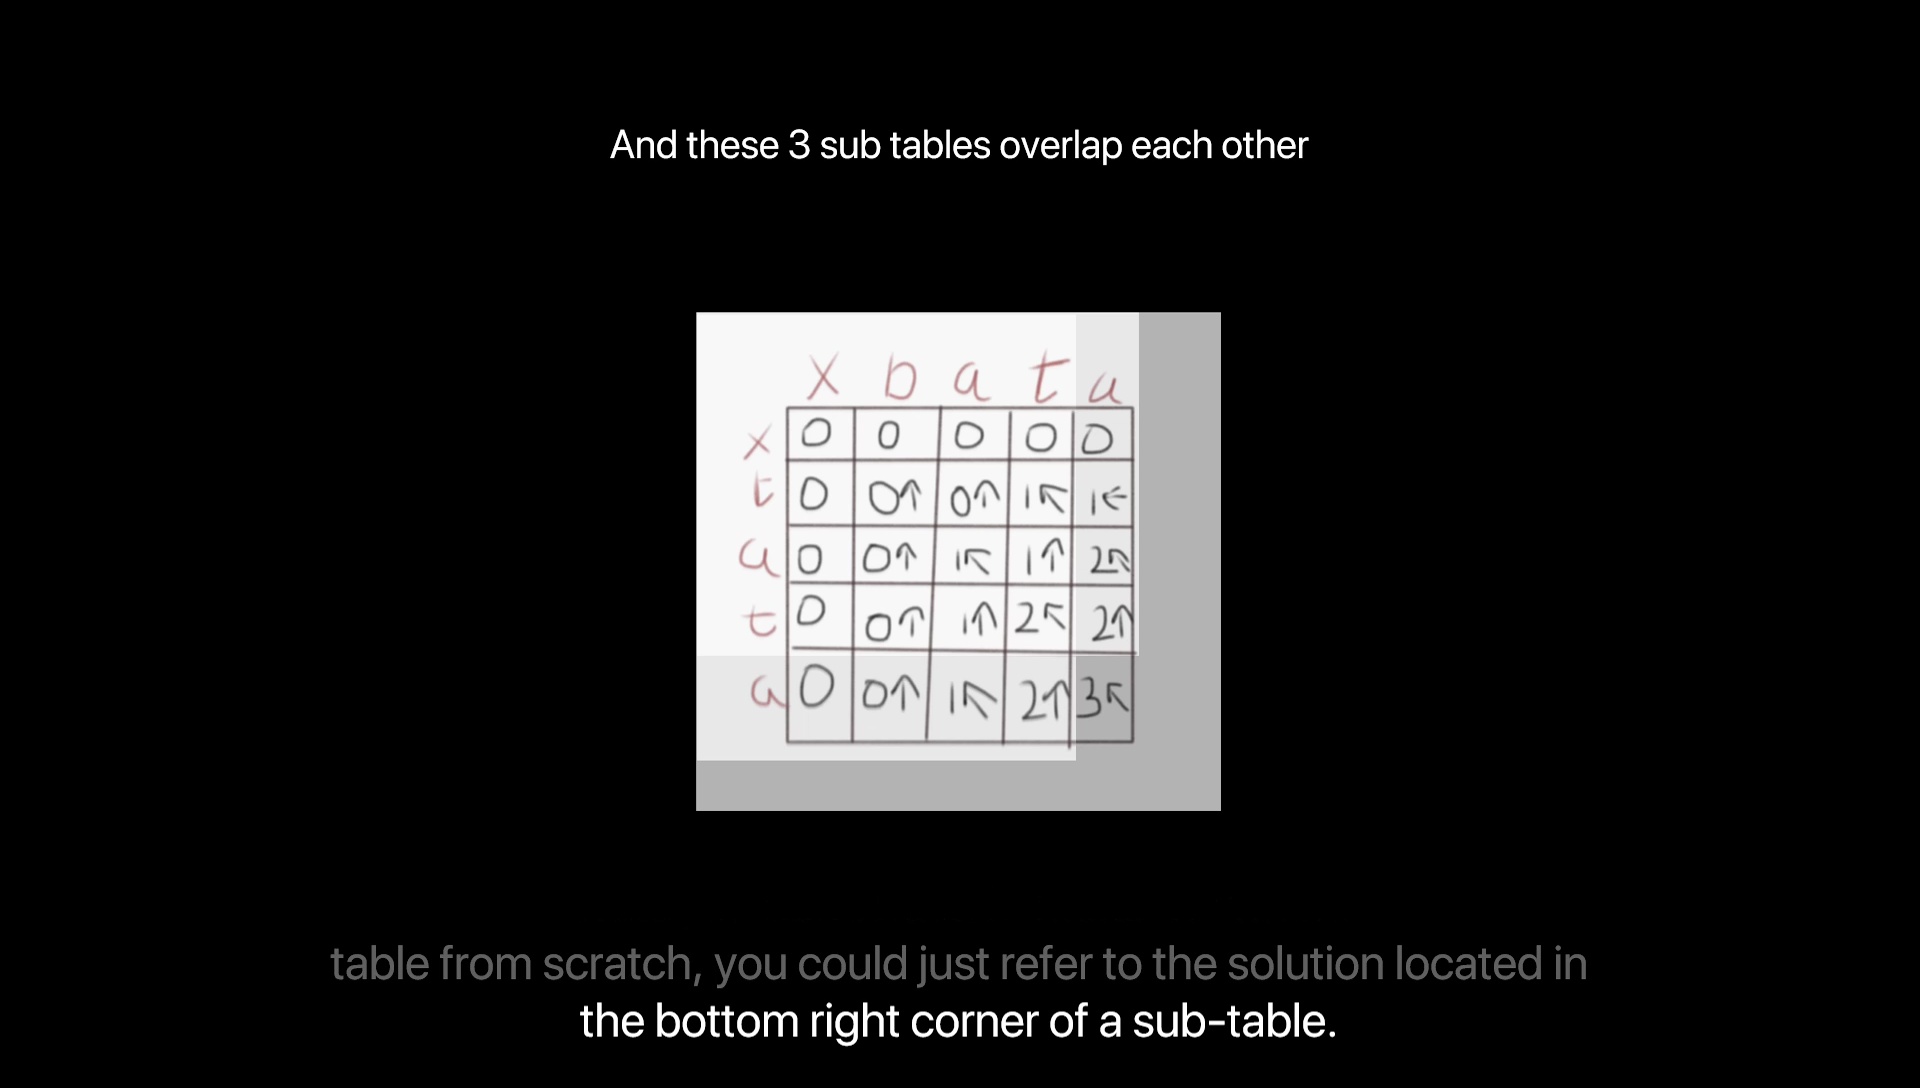 And these 3 sub tables overlap each other
x b a t a
x 0 0 0 0 0
t 0 0↑ 0↑ 1↖ 1←
a 0 0↑ 1↖ 1↑ 2↖
t 0 0↑ 1↑ 2↖ 2↑
a 0 0↑ 1↖ 2↑ 3↖
table from scratch, you could just refer to the solution located in
the bottom right corner of a sub-table.